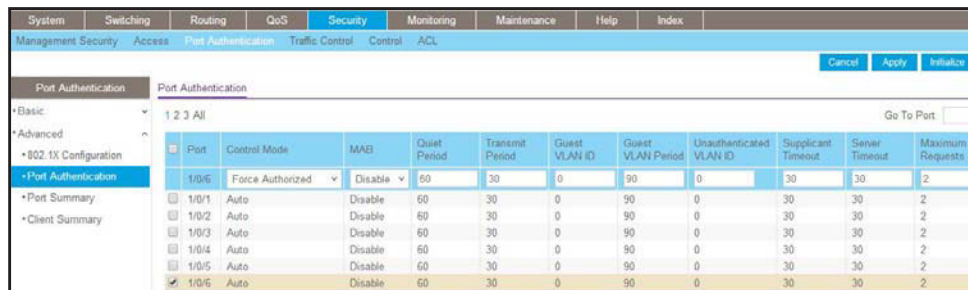 System Switching Routing QoS Security Monitoring Maintenance Help Index
Management Security Access Port Authentication Traffic Control Control ACL
Cancel Apply Initialize
Port Authentication
Port Authentication
Basic
1 2 3 All Go To Port
Advanced
802.1X Configuration
Port Authentication
Port Summary
Client Summary
Port Control Mode MAB Quiet Period Transmit Period Guest VLAN ID Guest VLAN Period Unauthenticated VLAN ID Supplicant Timeout Server Timeout Maximum Requests
1/0/6 Force Authorized Disable 60 30 0 90 0 30 30 2
1/0/1 Auto Disable 60 30 0 90 0 30 30 2
1/0/2 Auto Disable 60 30 0 90 0 30 30 2
1/0/3 Auto Disable 60 30 0 90 0 30 30 2
1/0/4 Auto Disable 60 30 0 90 0 30 30 2
1/0/5 Auto Disable 60 30 0 90 0 30 30 2
1/0/6 Auto Disable 60 30 0 90 0 30 30 2